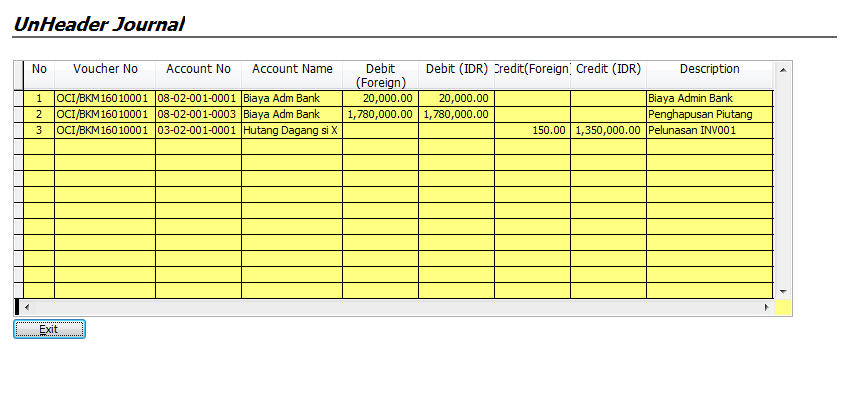 UnHeader Journal
No Voucher No Account No Account Name Debit (Foreign) Debit (IDR) Credit(Foreign) Credit (IDR) Description
1 OCI/BKM16010001 08-02-001-0001 Biaya Adm Bank 20,000.00 20,000.00 Biaya Admin Bank
2 OCI/BKM16010001 08-02-001-0003 Biaya Adm Bank 1,780,000.00 1,780,000.00 Penghapusan Piutang
3 OCI/BKM16010001 03-02-001-0001 Hutang Dagang si X 150.00 1,350,000.00 Pelunasan INV001
Exit